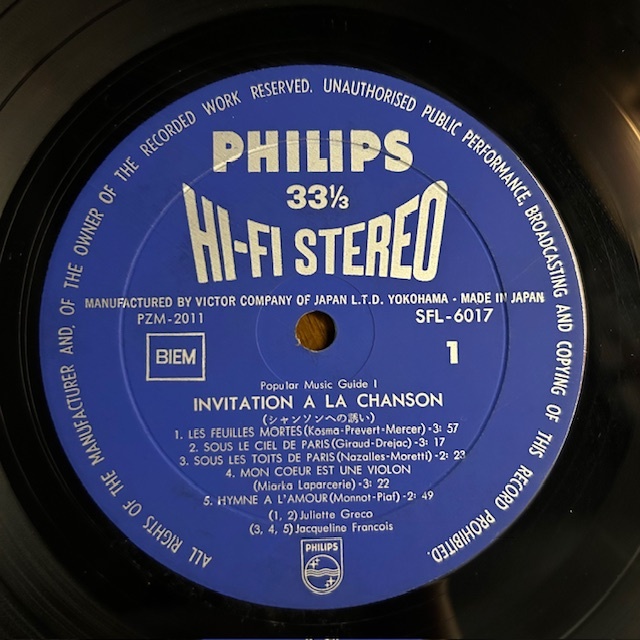 ALL RIGHTS OF THE MANUFACTURER AND, OF THE OWNER OF THE RECORDED WORK RESERVED. UNAUTHORISED PUBLIC PERFORMANCE, BROADCASTING AND COPYING OF THIS RECORD PROHIBITED.
PHILIPS
33⅓
HI-FI STEREO
MANUFACTURED BY VICTOR COMPANY OF JAPAN L.T.D. YOKOHAMA - MADE IN JAPAN
PZM-2011 SFL-6017
BIEM 1
Popular Music Guide I
INVITATION A LA CHANSON
(シャンソンへの誘い)
1. LES FEUILLES MORTES (Kosma-Prevert-Mercer) -3: 57
2. SOUS LE CIEL DE PARIS (Giraud-Drejac) -3: 17
3. SOUS LES TOITS DE PARIS (Nazalles-Moretti) -2: 23
4. MON COEUR EST UNE VIOLON
(Miarka Laparcerie) -3: 22
5. HYMNE A L'AMOUR (Monnot-Piaf) -2: 49
(1, 2) Juliette Greco
(3, 4, 5) Jacqueline Francois
PHILIPS